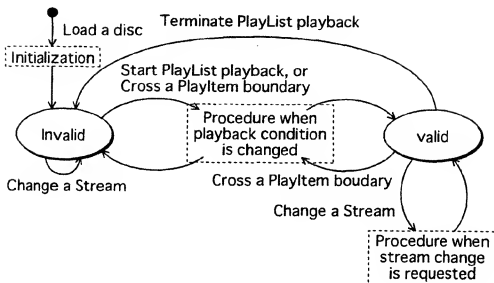 Terminate PlayList playback
Load a disc
Initialization
Start PlayList playback, or
Cross a PlayItem boundary
Invalid
Procedure when
playback condition
is changed
valid
Change a Stream
Cross a PlayItem boudary
Change a Stream
Procedure when
stream change
is requested